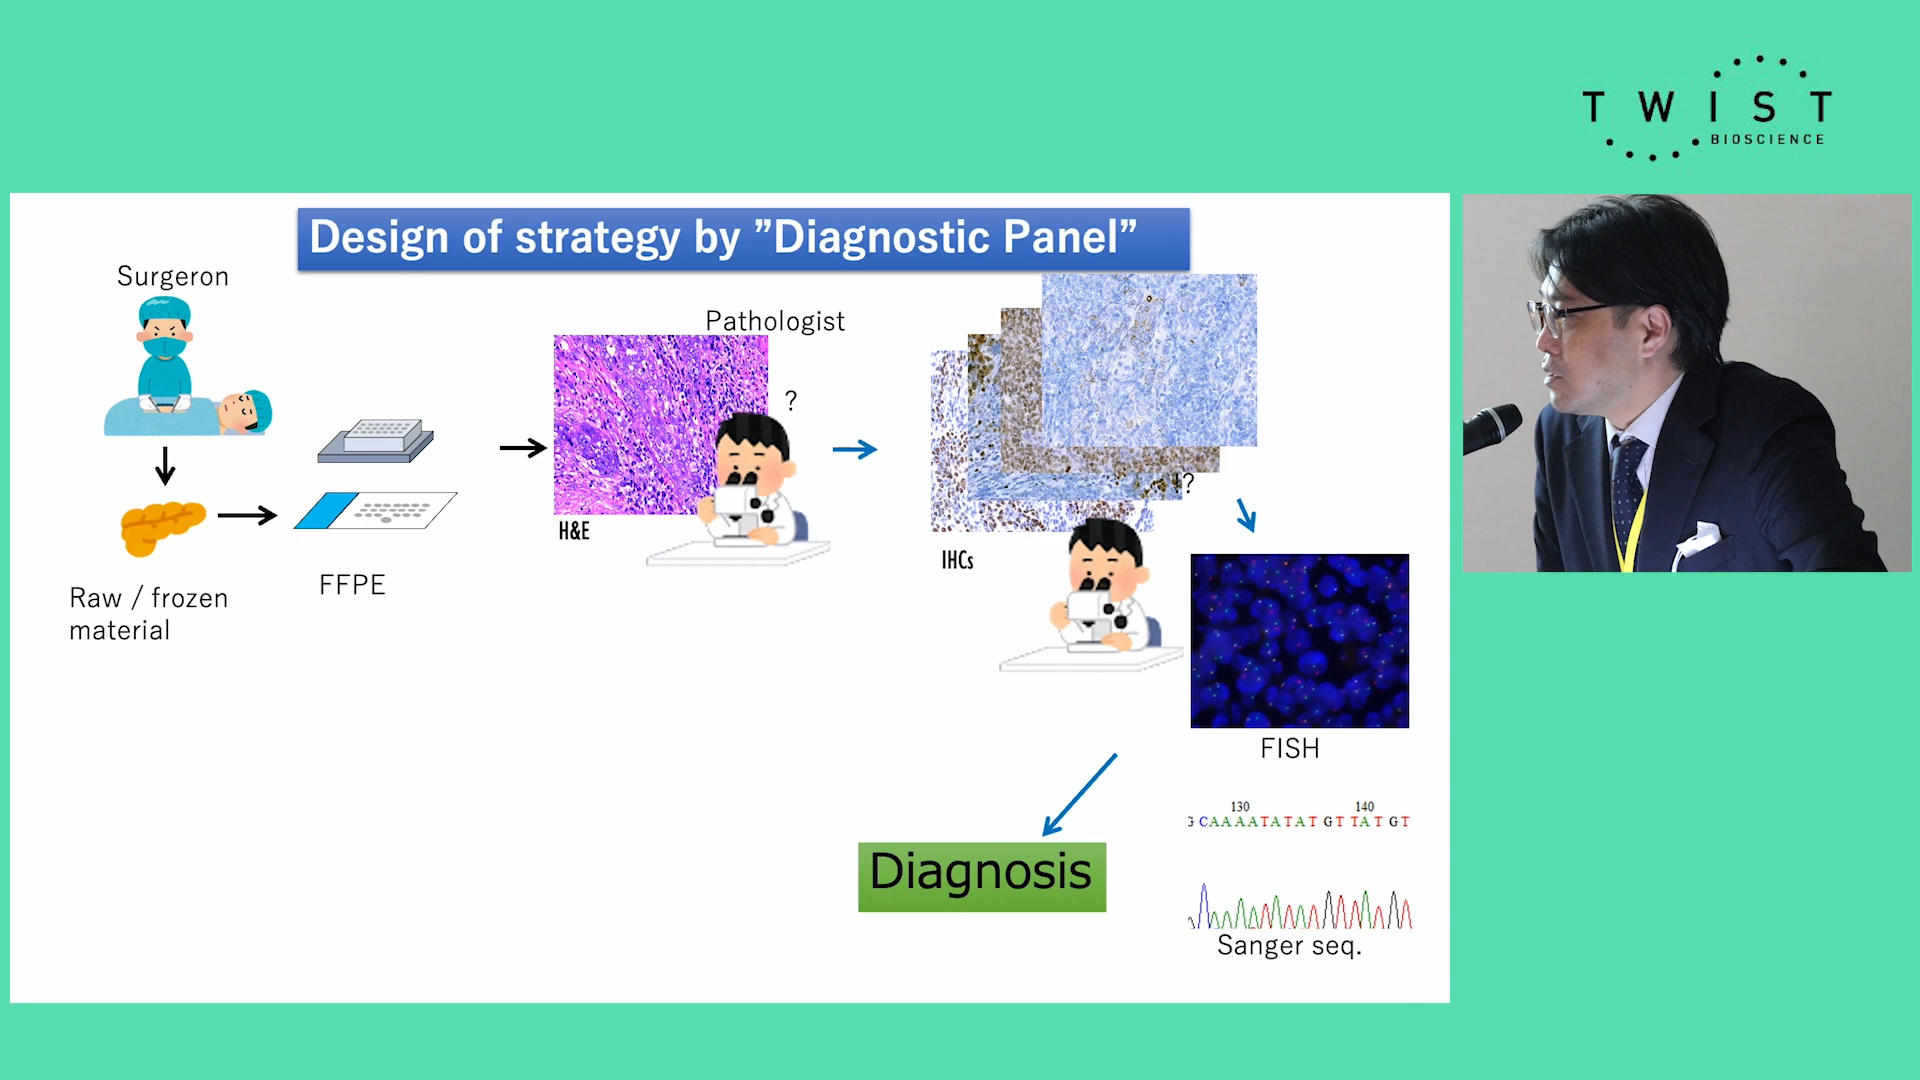 TWIST
BIOSCIENCE
Design of strategy by ”Diagnostic Panel”
Surgeron
Pathologist
?
H&E
?
IHCs
FFPE
Raw / frozen
material
FISH
130 140
G CAAAATATAT GT TAT GT
Diagnosis
Sanger seq.